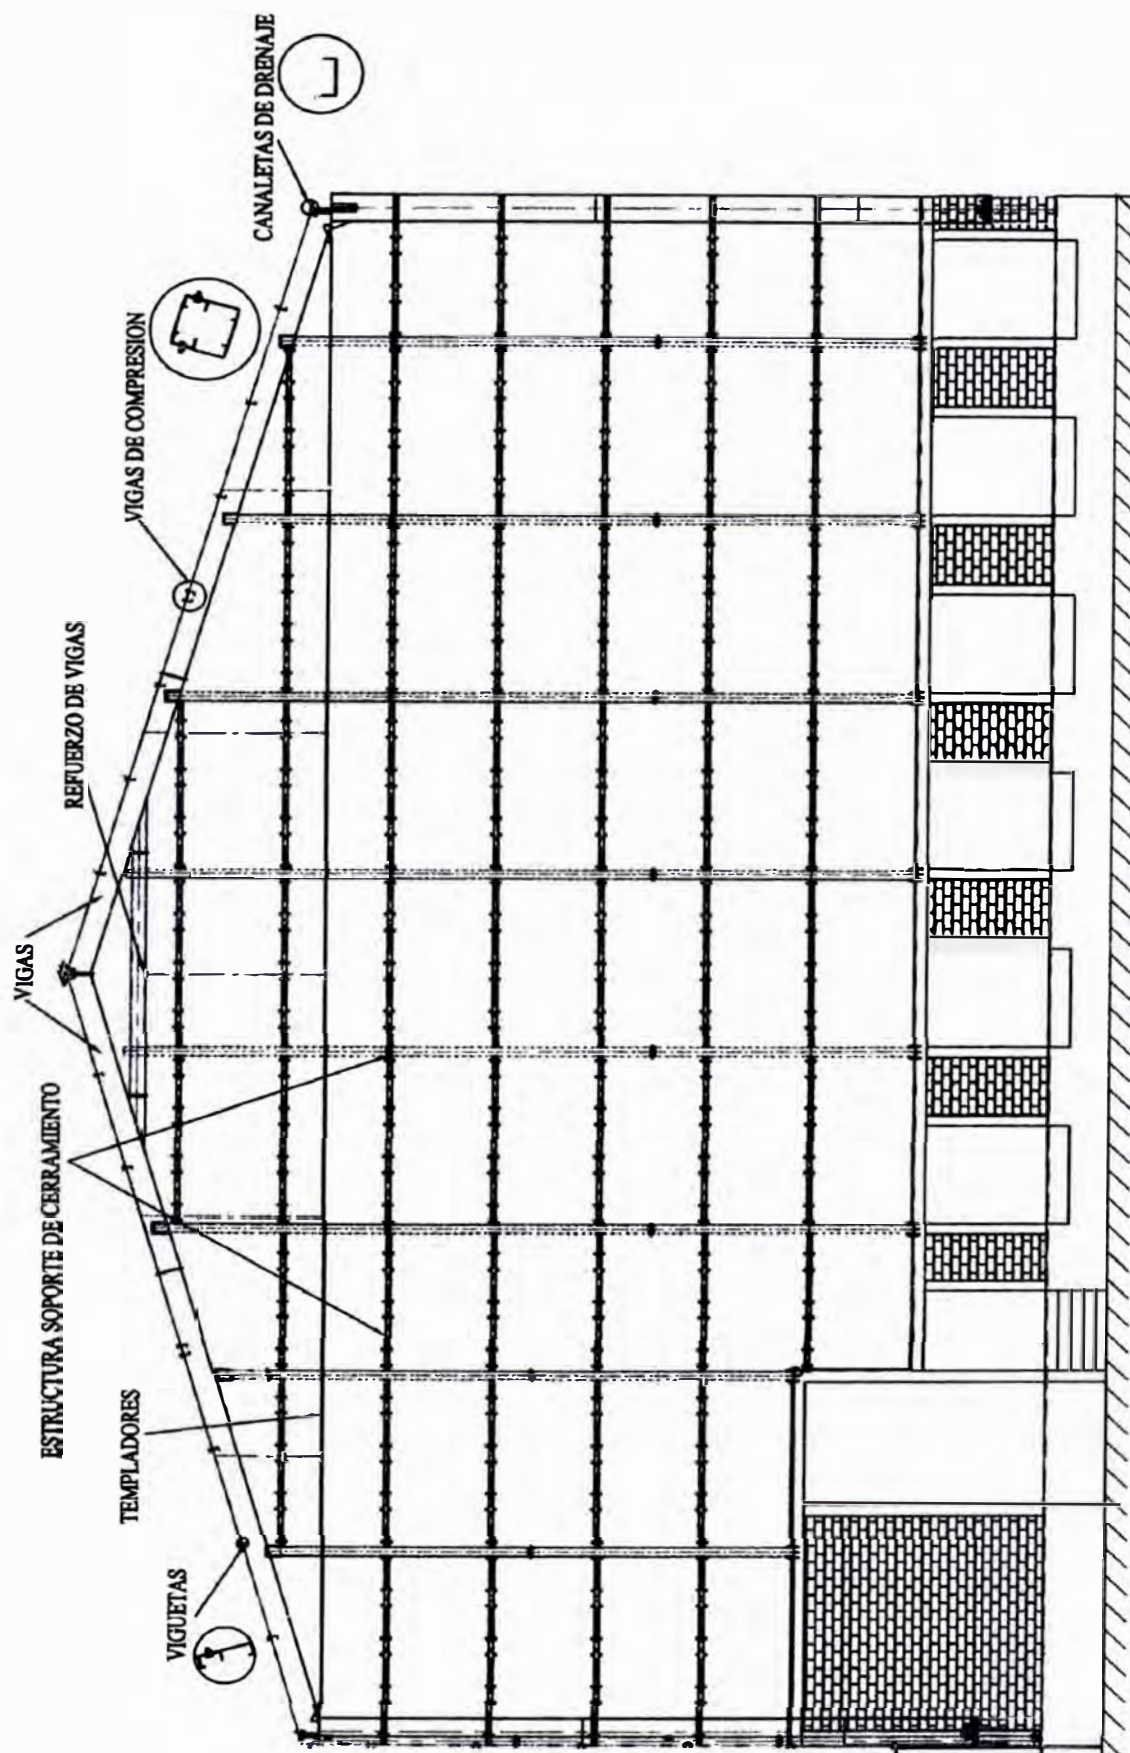 VIGUETAS
TEMPLADORES
ESTRUCTURA SOPORTE DE CERRAMIENTO
VIGAS
REFUERZO DE VIGAS
VIGAS DE COMPRESION
CANALETAS DE DRENAJE